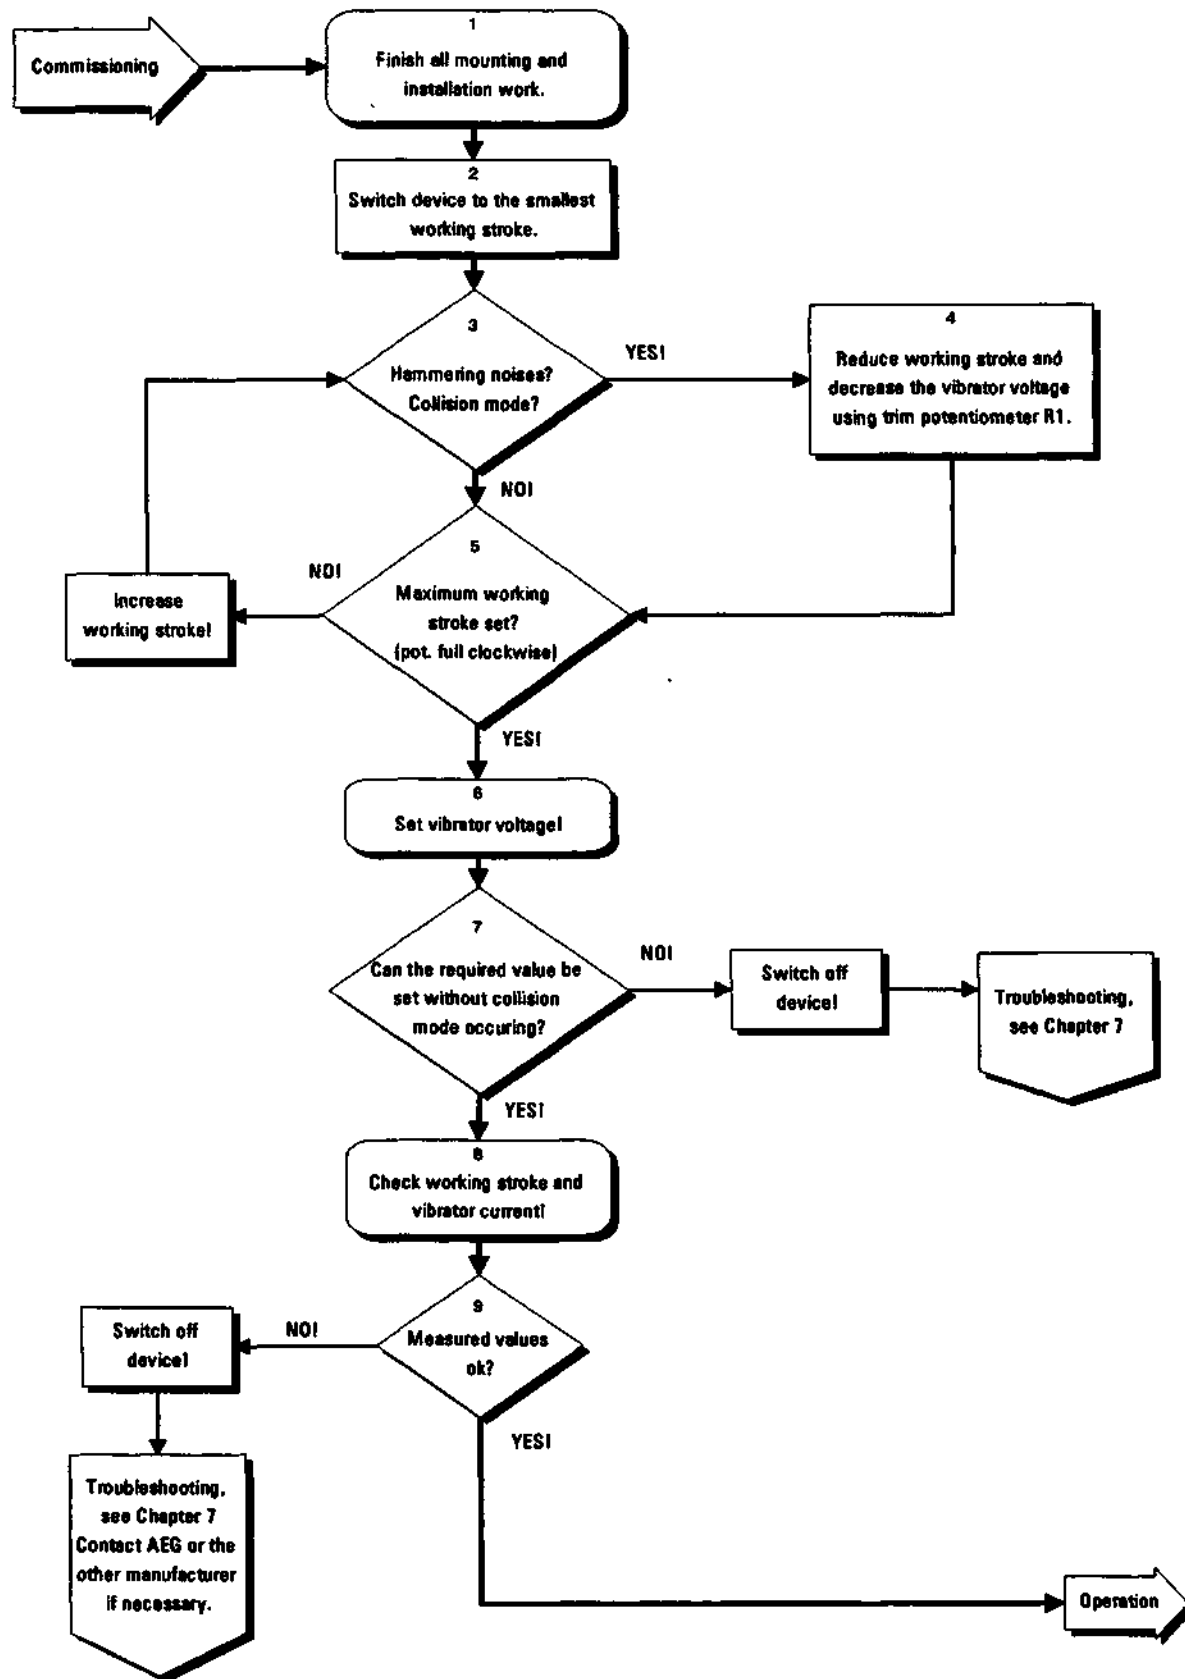 Commissioning
1
Finish all mounting and
installation work.
2
Switch device to the smallest
working stroke.
3
Hammering noises?
Collision mode?
YES!
4
Reduce working stroke and
decrease the vibrator voltage
using trim potentiometer R1.
NO!
5
Maximum working
stroke set?
(pot. full clockwise)
NO!
Increase
working stroke!
YES!
6
Set vibrator voltage!
7
Can the required value be
set without collision
mode occuring?
NO!
Switch off
device!
Troubleshooting,
see Chapter 7
YES!
8
Check working stroke and
vibrator current!
9
Measured values
ok?
NO!
Switch off
device!
Troubleshooting,
see Chapter 7
Contact AEG or the
other manufacturer
if necessary.
YES!
Operation